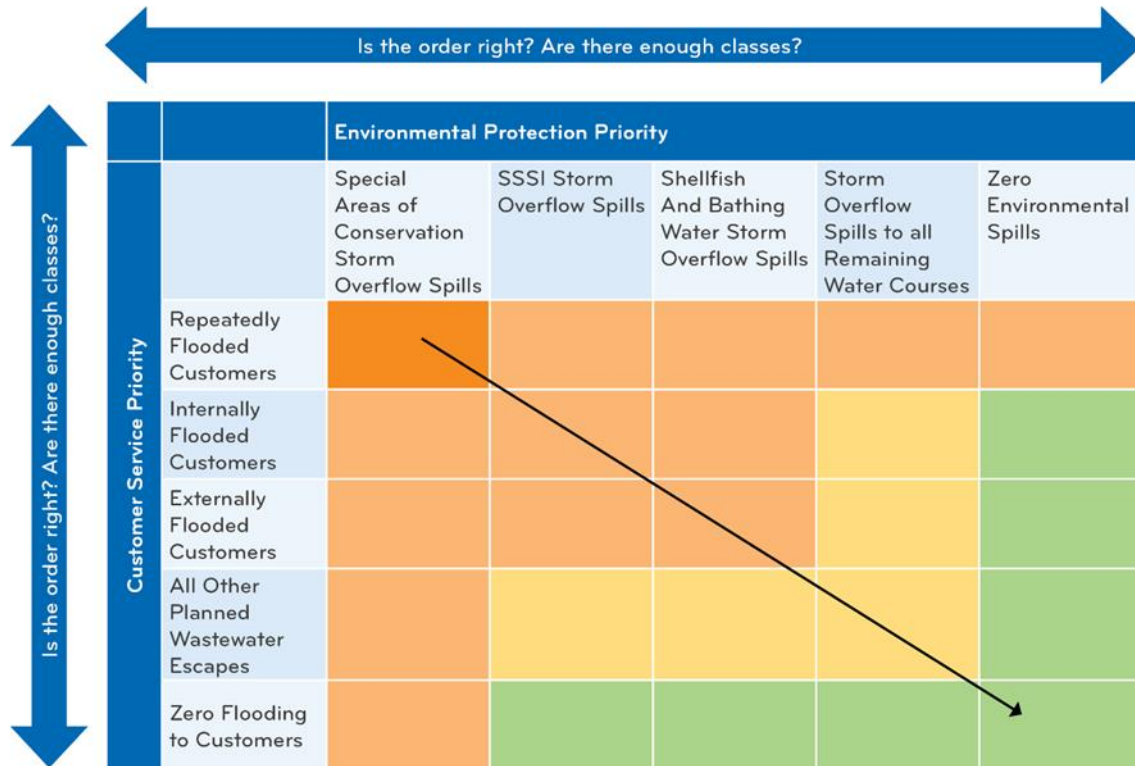 Is the order right? Are there enough classes?
Is the order right? Are there enough classes?
Environmental Protection Priority
Customer Service Priority
Special
Areas of
Conservation
Storm
Overflow Spills
SSSI Storm
Overflow Spills
Shellfish
And Bathing
Water Storm
Overflow Spills
Storm
Overflow
Spills to all
Remaining
Water Courses
Zero
Environmental
Spills
Repeatedly
Flooded
Customers
Internally
Flooded
Customers
Externally
Flooded
Customers
All Other
Planned
Wastewater
Escapes
Zero Flooding
to Customers